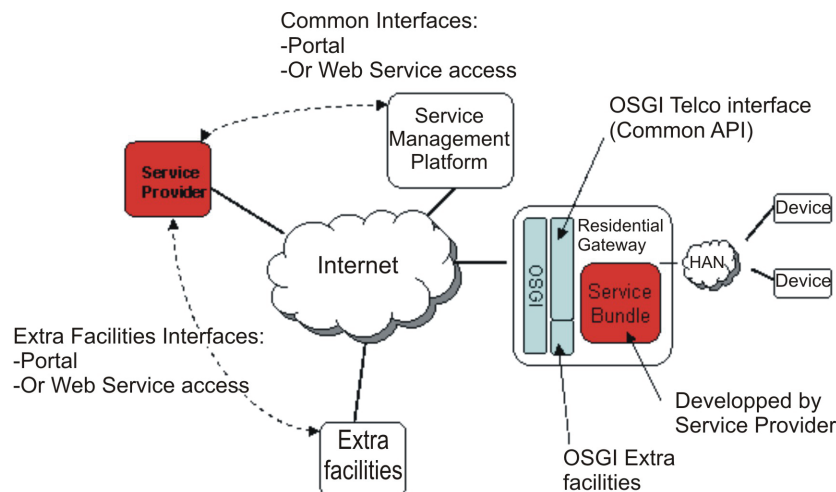 Common Interfaces:
-Portal
-Or Web Service access
Service
Management
Platform
OSGI Telco interface
(Common API)
Service
Provider
Internet
OSGI
Residential
Gateway
Service
Bundle
HAN
Device
Device
Extra Facilities Interfaces:
-Portal
-Or Web Service access
Extra
facilities
OSGI Extra
facilities
Developped by
Service Provider